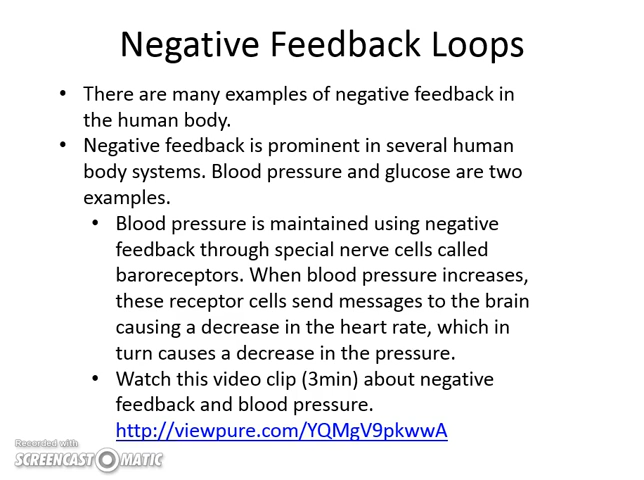 Negative Feedback Loops
• There are many examples of negative feedback in
the human body.
• Negative feedback is prominent in several human
body systems. Blood pressure and glucose are two
examples.
• Blood pressure is maintained using negative
feedback through special nerve cells called
baroreceptors. When blood pressure increases,
these receptor cells send messages to the brain
causing a decrease in the heart rate, which in
turn causes a decrease in the pressure.
• Watch this video clip (3min) about negative
feedback and blood pressure.
http://viewpure.com/YQMgV9pkwwA
Recorded with
SCREENCAST-O-MATIC